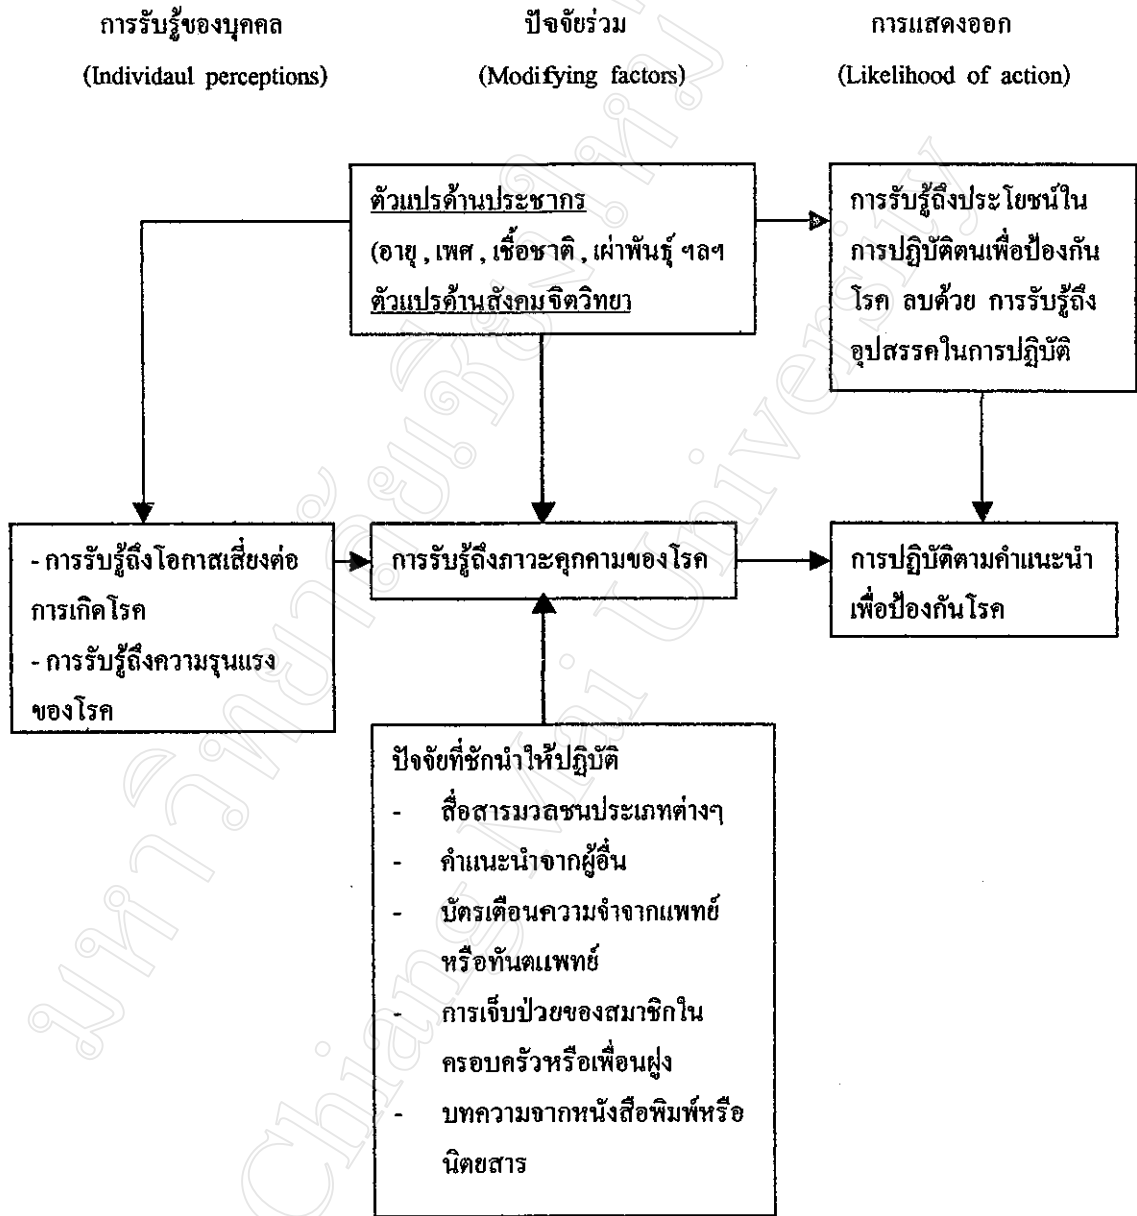 การรับรู้ของบุคคล
(Individaul perceptions)
ปัจจัยร่วม
(Modifying factors)
การแสดงออก
(Likelihood of action)
ตัวแปรด้านประชากร
(อายุ , เพศ , เชื้อชาติ , เผ่าพันธุ์ ฯลฯ
ตัวแปรด้านสังคมจิตวิทยา
การรับรู้ถึงประโยชน์ใน
การปฏิบัติตนเพื่อป้องกัน
โรค ลบด้วย การรับรู้ถึง
อุปสรรคในการปฏิบัติ
- การรับรู้ถึงโอกาสเสี่ยงต่อ
การเกิดโรค
- การรับรู้ถึงความรุนแรง
ของโรค
การรับรู้ถึงภาวะคุกคามของโรค
การปฏิบัติตามคำแนะนำ
เพื่อป้องกันโรค
ปัจจัยที่ชักนำให้ปฏิบัติ
- สื่อสารมวลชนประเภทต่างๆ
- คำแนะนำจากผู้อื่น
- บัตรเตือนความจำจากแพทย์
หรือทันตแพทย์
- การเจ็บป่วยของสมาชิกใน
ครอบครัวหรือเพื่อนฝูง
- บทความจากหนังสือพิมพ์หรือ
นิตยสาร
มหาวิทยาลัยเชียงใหม่
Chiang Mai University